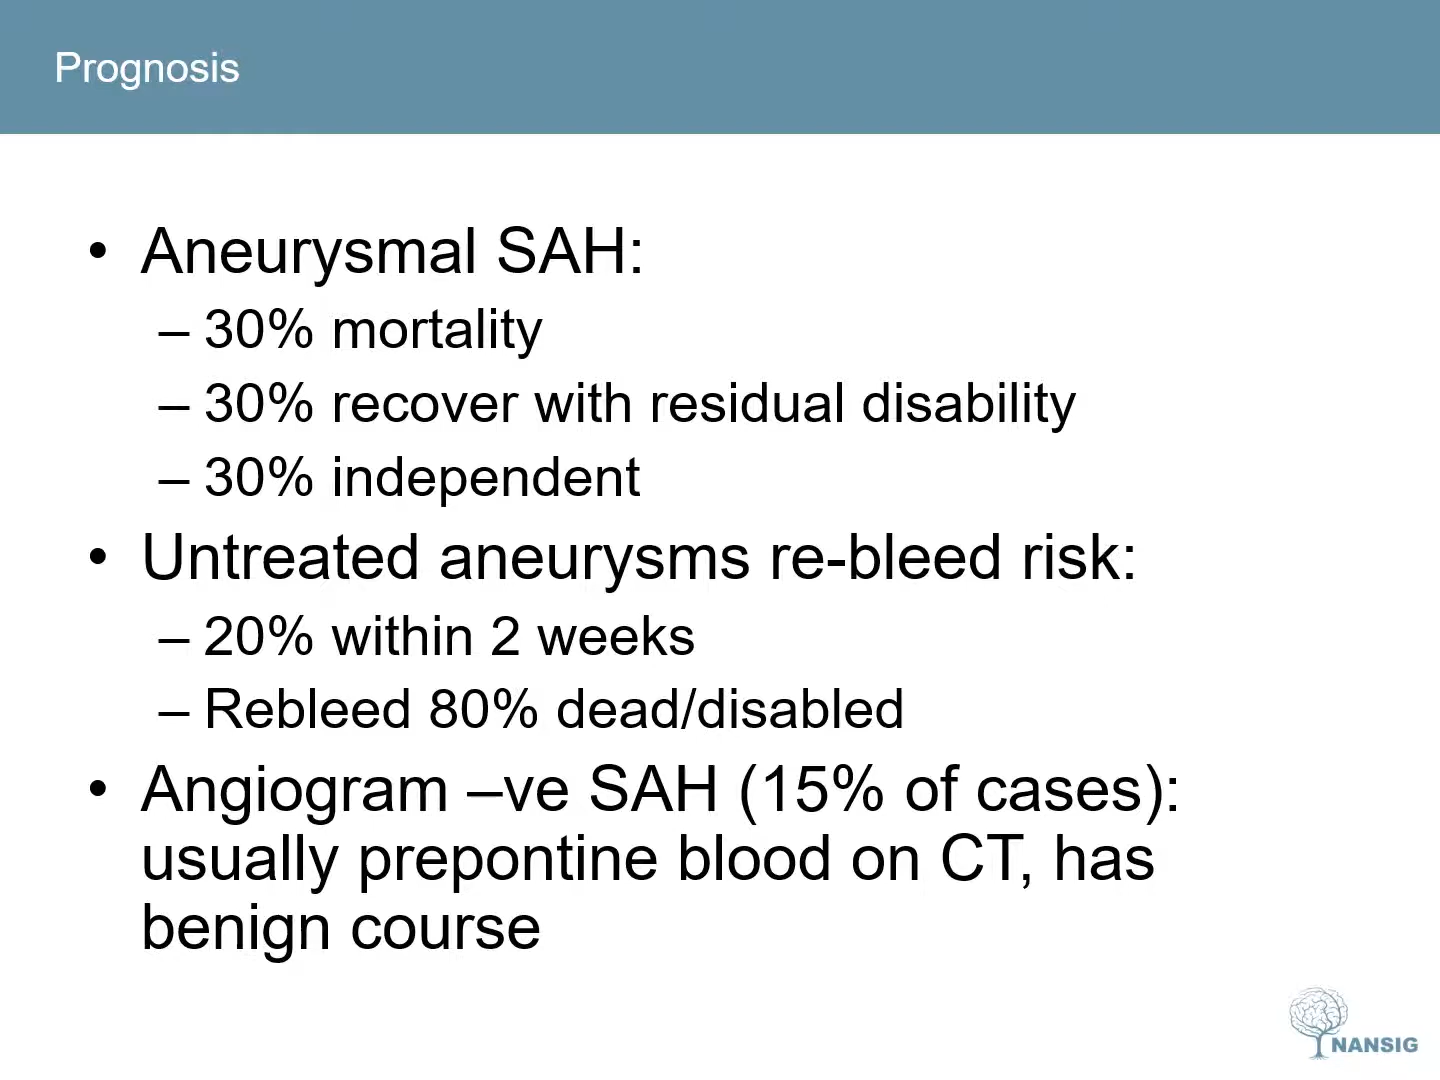 Prognosis
• Aneurysmal SAH:
– 30% mortality
– 30% recover with residual disability
– 30% independent
• Untreated aneurysms re-bleed risk:
– 20% within 2 weeks
– Rebleed 80% dead/disabled
• Angiogram –ve SAH (15% of cases):
usually prepontine blood on CT, has
benign course
NANSIG